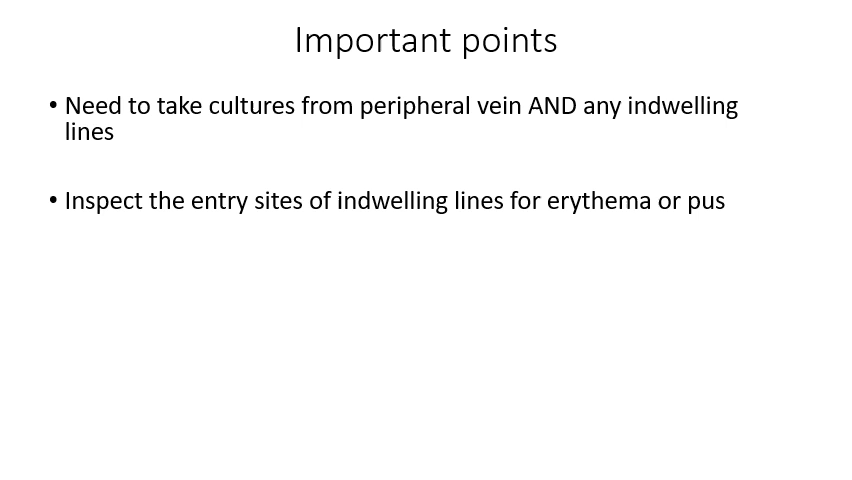 Important points
• Need to take cultures from peripheral vein AND any indwelling
lines
• Inspect the entry sites of indwelling lines for erythema or pus